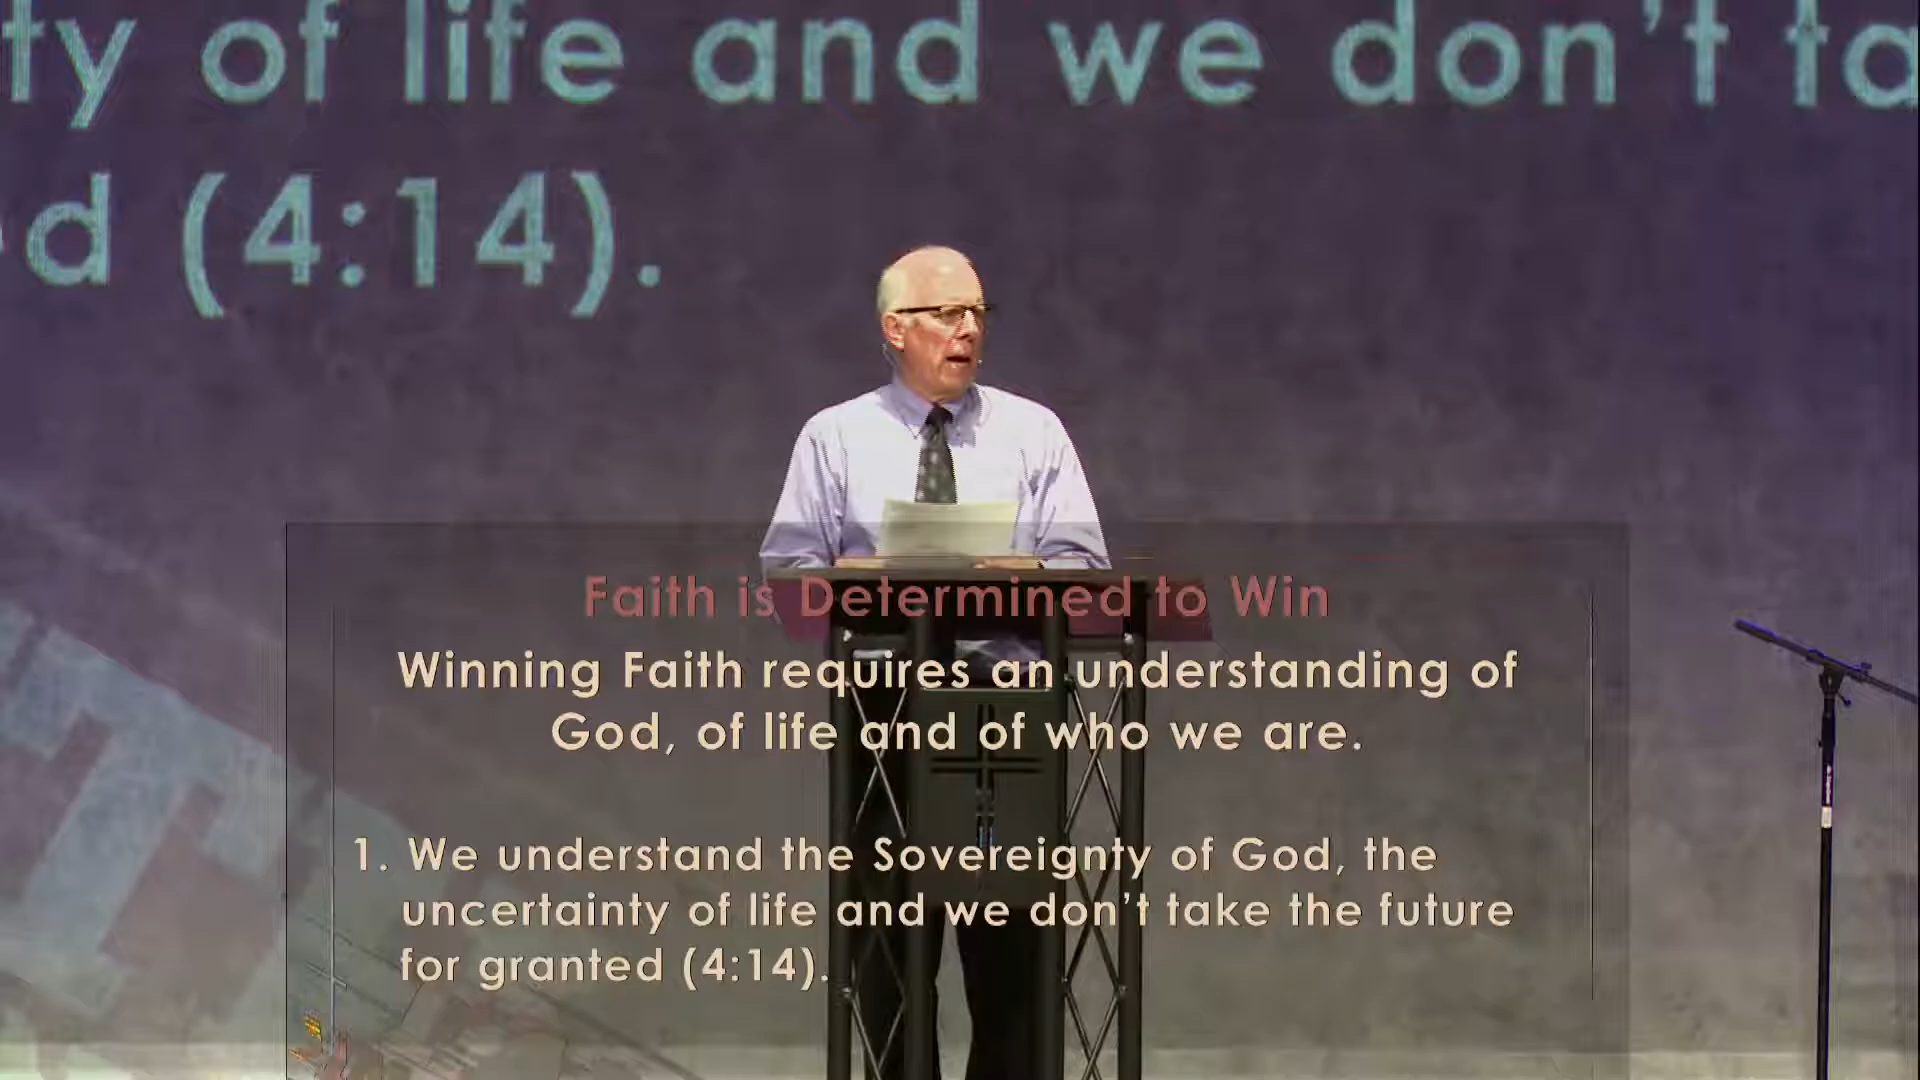 ty of life and we don't ta
d (4:14).
Faith is Determined to Win
Winning Faith requires an understanding of
God, of life and of who we are.
1. We understand the Sovereignty of God, the
uncertainty of life and we don't take the future
for granted (4:14).